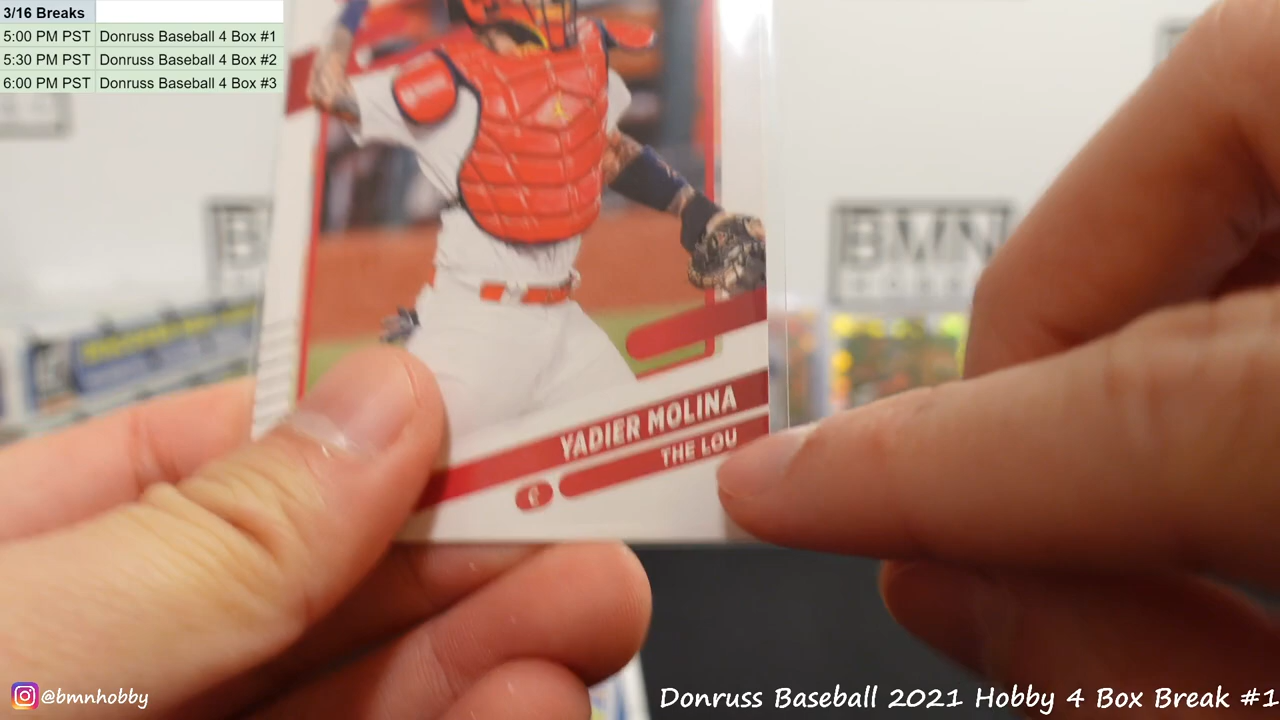 3/16 Breaks
5:00 PM PST Donruss Baseball 4 Box #1
5:30 PM PST Donruss Baseball 4 Box #2
6:00 PM PST Donruss Baseball 4 Box #3
BMN
YADIER MOLINA
THE LOU
C
@bmnhobby
Donruss Baseball 2021 Hobby 4 Box Break #1